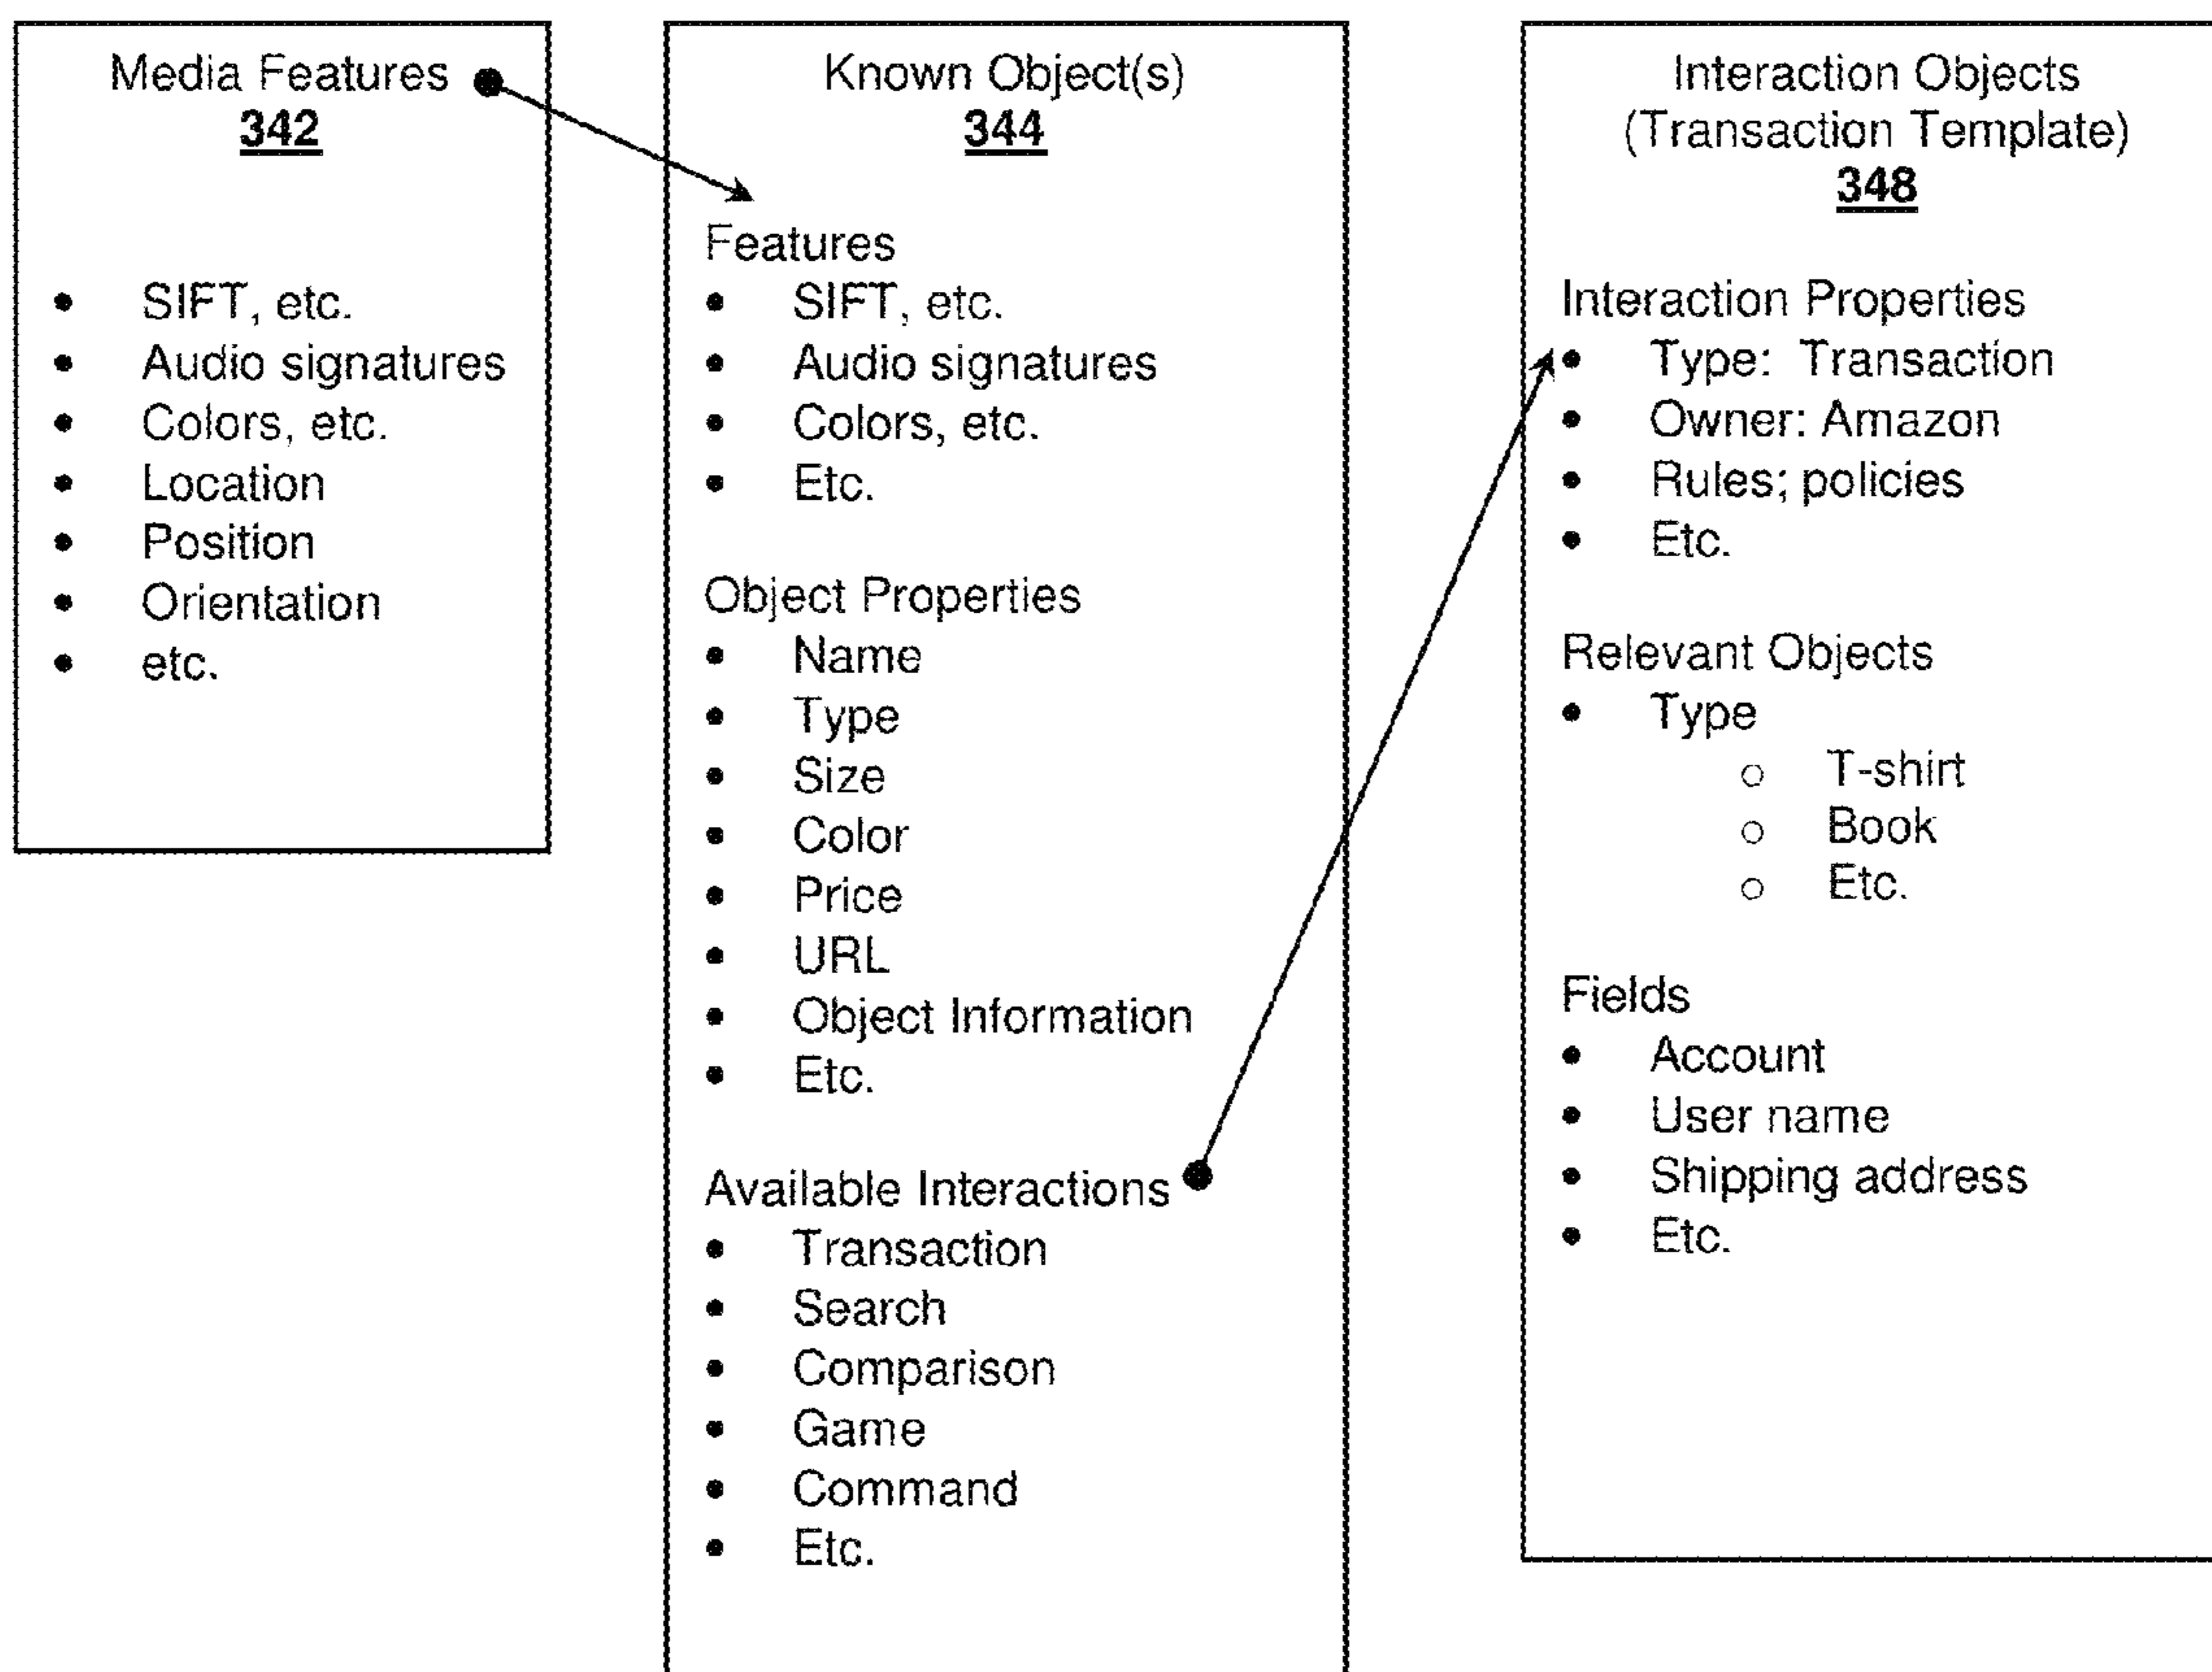 Media Features
342
• SIFT, etc.
• Audio signatures
• Colors, etc.
• Location
• Position
• Orientation
• etc.
Known Object(s)
344
Features
• SIFT, etc.
• Audio signatures
• Colors, etc.
• Etc.
Object Properties
• Name
• Type
• Size
• Color
• Price
• URL
• Object Information
• Etc.
Available Interactions
• Transaction
• Search
• Comparison
• Game
• Command
• Etc.
Interaction Objects
(Transaction Template)
348
Interaction Properties
• Type: Transaction
• Owner: Amazon
• Rules; policies
• Etc.
Relevant Objects
• Type
○ T-shirt
○ Book
○ Etc.
Fields
• Account
• User name
• Shipping address
• Etc.